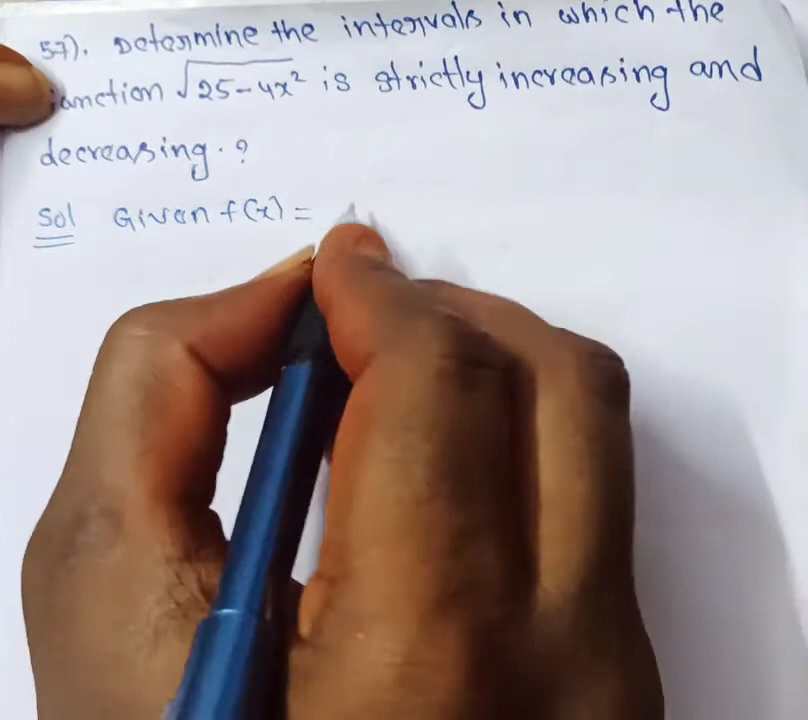 57). Determine the intervals in which the
function √25-4x² is strictly increasing and
decreasing.?
Sol Given f(x) =